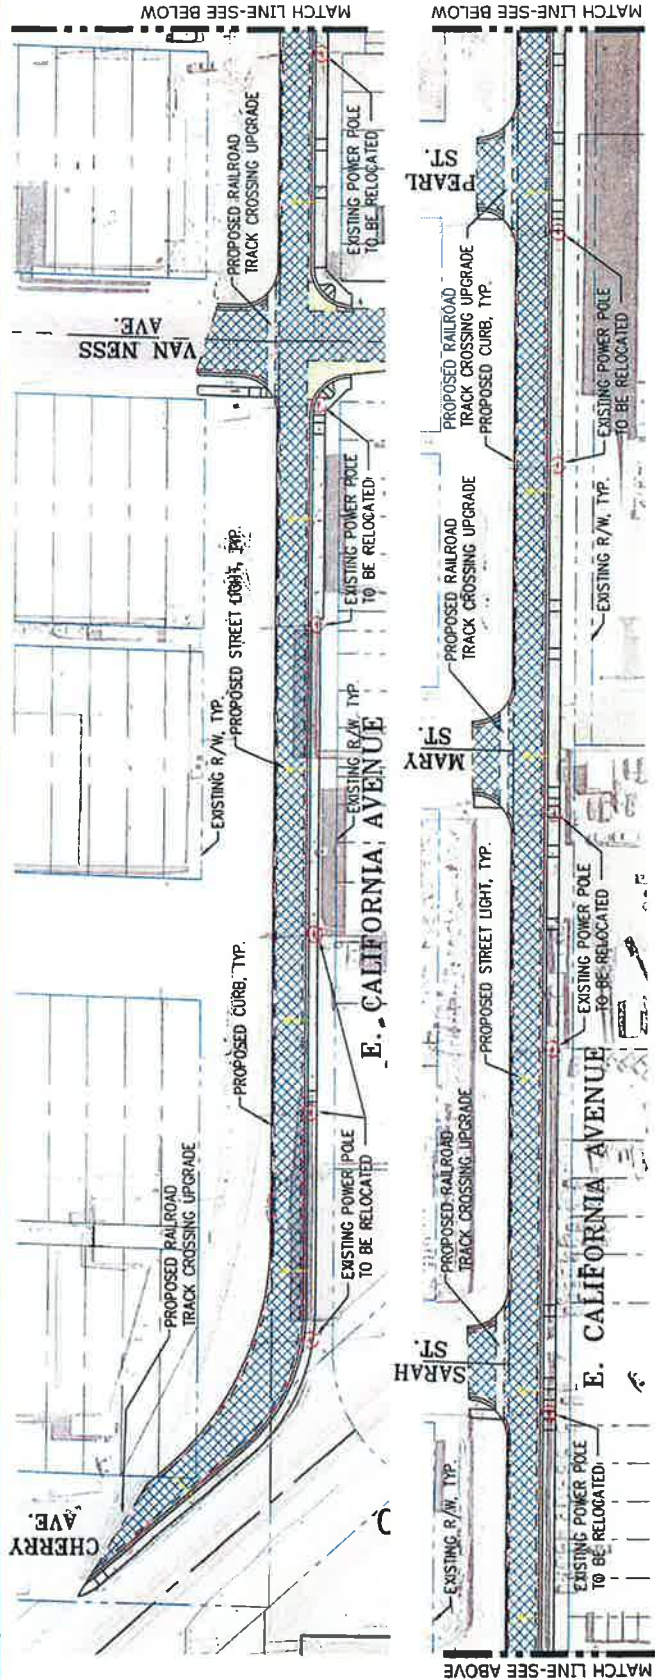 MATCH LINE-SEE BELOW
PROPOSED RAILROAD
TRACK CROSSING UPGRADE
EXISTING POWER POLE
TO BE RELOCATED
VAN NESS
AVE.
EXISTING POWER POLE
TO BE RELOCATED
PROPOSED STREET LIGHT, TYP.
EXISTING R/W, TYP.
EXISTING R/W, TYP.
E. CALIFORNIA AVENUE
PROPOSED CURB, TYP.
EXISTING POWER POLE
TO BE RELOCATED
PROPOSED RAILROAD
TRACK CROSSING UPGRADE
CHERRY
AVE.
MATCH LINE-SEE BELOW
PEARL
ST.
PROPOSED RAILROAD
TRACK CROSSING UPGRADE
PROPOSED CURB, TYP.
EXISTING POWER POLE
TO BE RELOCATED
EXISTING R/W, TYP.
PROPOSED RAILROAD
TRACK CROSSING UPGRADE
MARY
ST.
PROPOSED STREET LIGHT, TYP.
EXISTING POWER POLE
TO BE RELOCATED
E. CALIFORNIA AVENUE
PROPOSED RAILROAD
TRACK CROSSING UPGRADE
SARAH
ST.
EXISTING R/W, TYP.
EXISTING POWER POLE
TO BE RELOCATED
MATCH LINE-SEE ABOVE